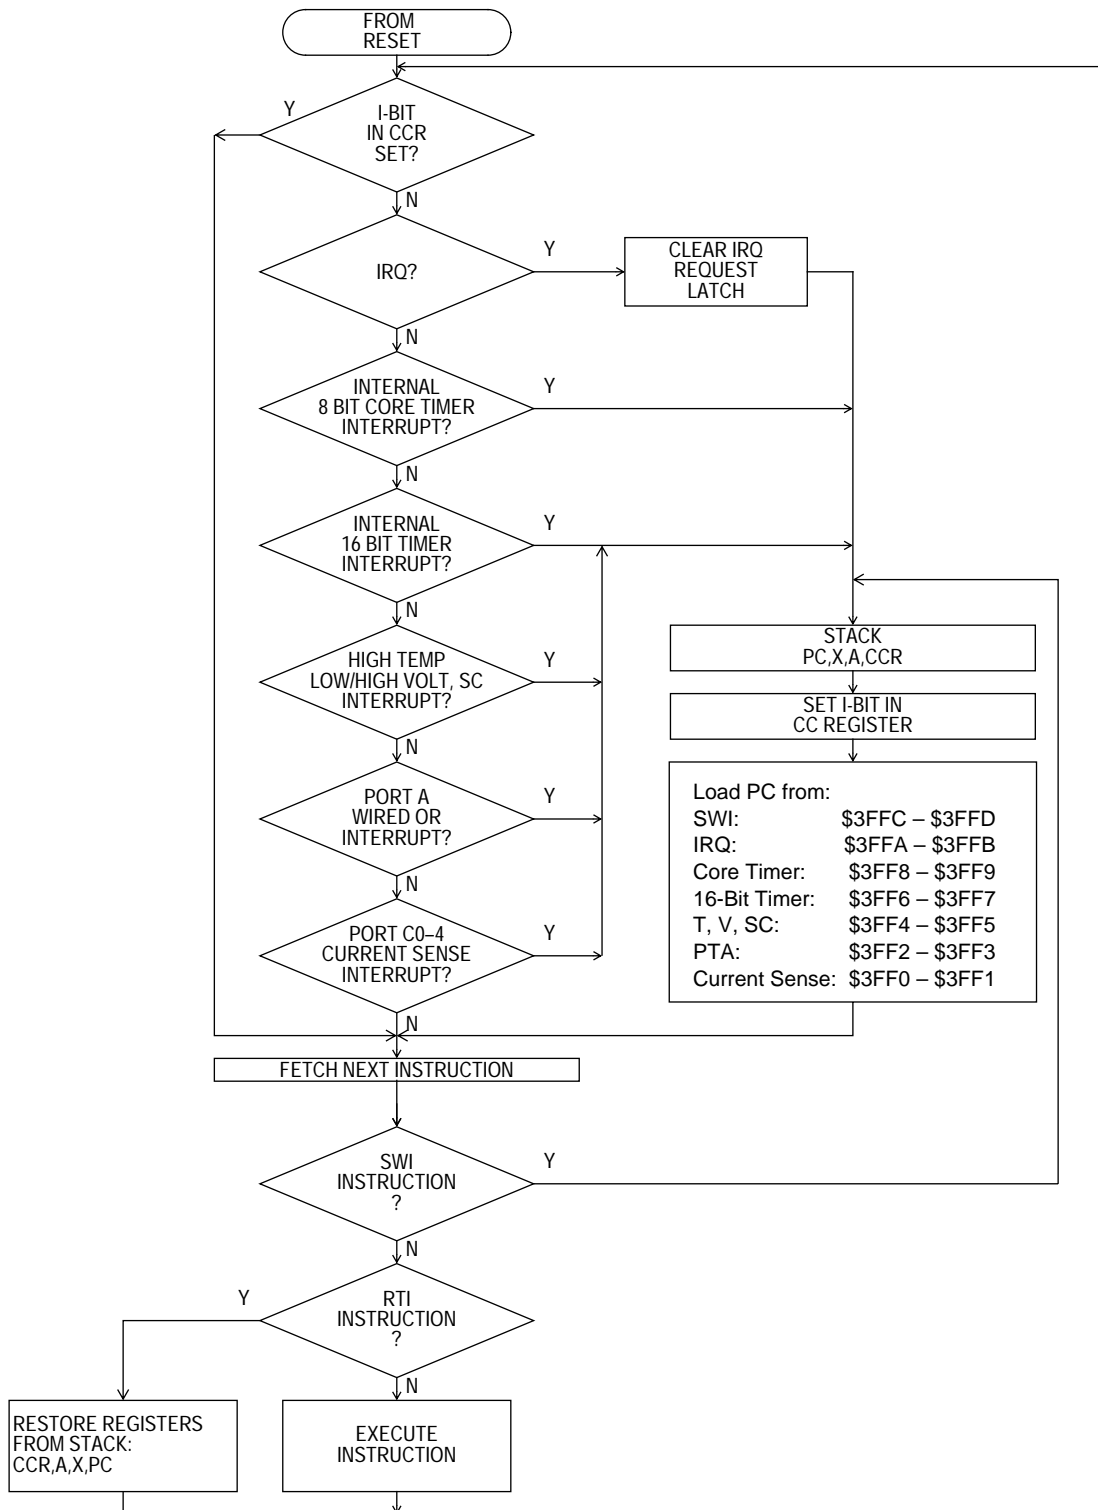 FROM
RESET
Y
I-BIT
IN CCR
SET?
N
IRQ?
Y
CLEAR IRQ
REQUEST
LATCH
N
INTERNAL
8 BIT CORE TIMER
INTERRUPT?
Y
N
INTERNAL
16 BIT TIMER
INTERRUPT?
Y
N
HIGH TEMP
LOW/HIGH VOLT, SC
INTERRUPT?
Y
STACK
PC,X,A,CCR
SET I-BIT IN
CC REGISTER
N
PORT A
WIRED OR
INTERRUPT?
Y
N
PORT C0–4
CURRENT SENSE
INTERRUPT?
Y
Load PC from:
SWI: $3FFC – $3FFD
IRQ: $3FFA – $3FFB
Core Timer: $3FF8 – $3FF9
16-Bit Timer: $3FF6 – $3FF7
T, V, SC: $3FF4 – $3FF5
PTA: $3FF2 – $3FF3
Current Sense: $3FF0 – $3FF1
N
FETCH NEXT INSTRUCTION
SWI
INSTRUCTION
?
Y
N
Y
RTI
INSTRUCTION
?
N
RESTORE REGISTERS
FROM STACK:
CCR,A,X,PC
EXECUTE
INSTRUCTION